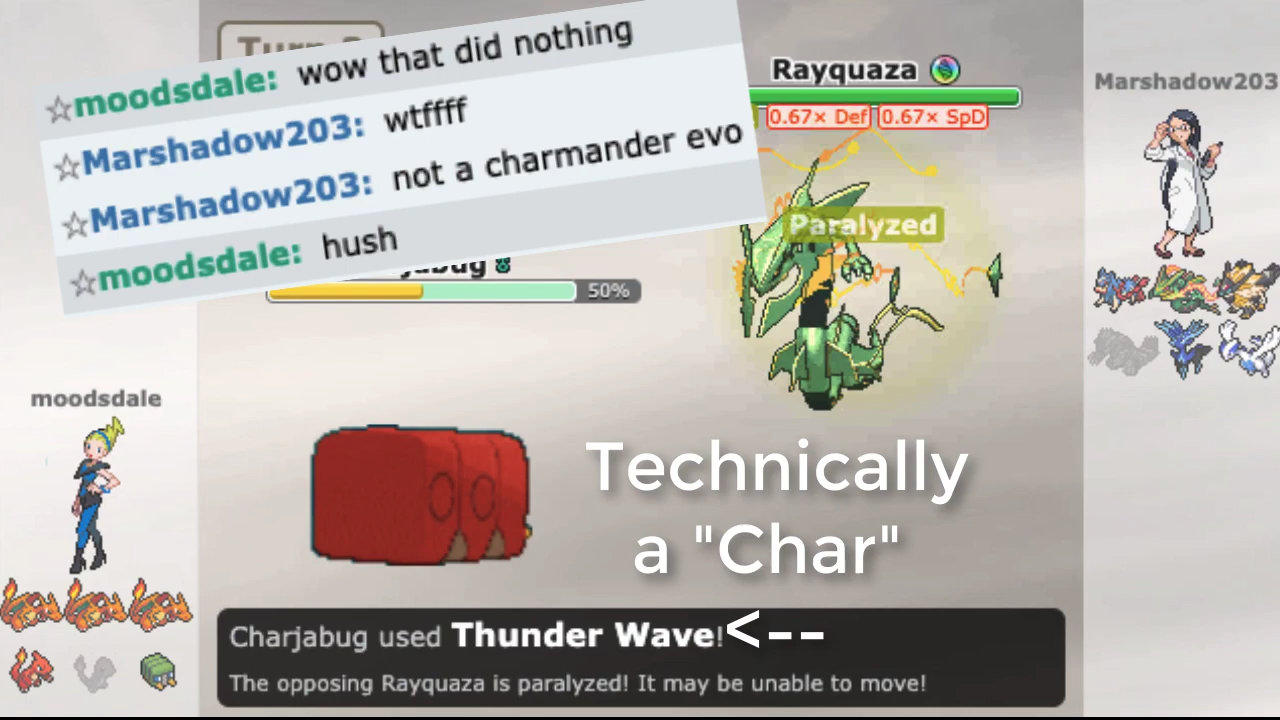 ☆moodsdale: wow that did nothing
☆Marshadow203: wtffff
☆Marshadow203: not a charmander evo
☆moodsdale: hush
Rayquaza
0.67× Def 0.67× SpD
Marshadow203
Paralyzed
50%
moodsdale
Technically
a "Char"
<--
Charjabug used Thunder Wave!
The opposing Rayquaza is paralyzed! It may be unable to move!